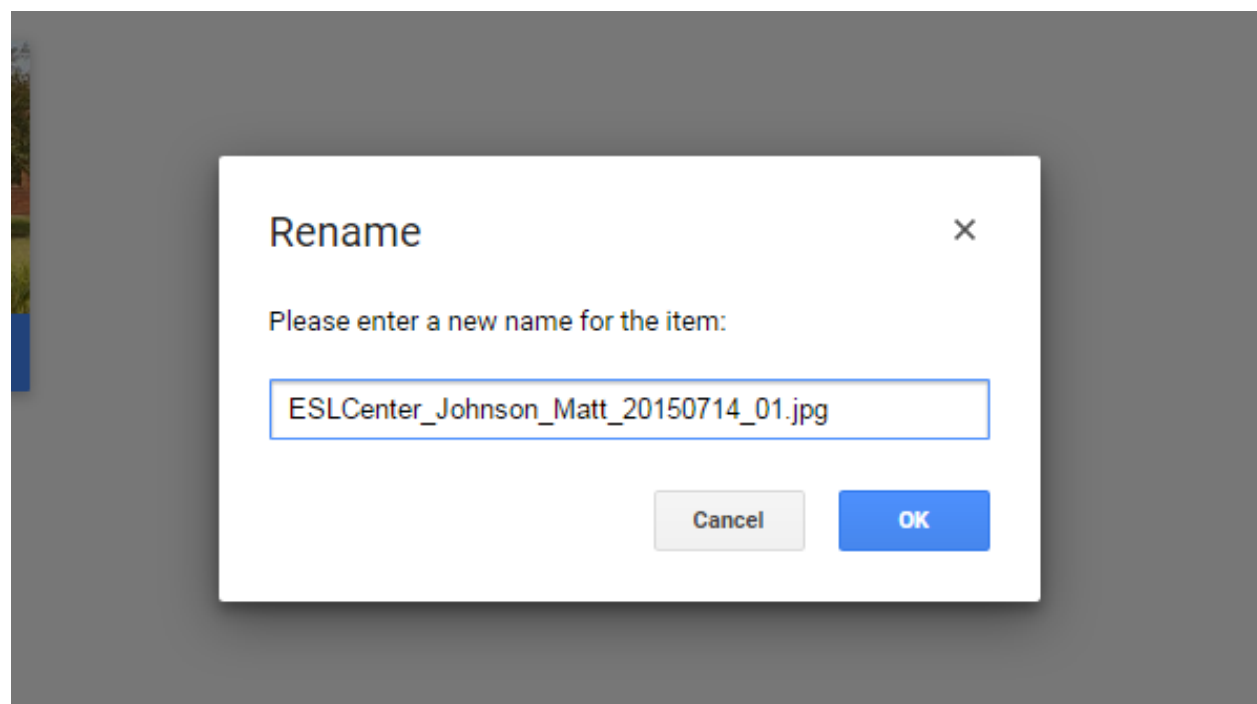 Rename
Please enter a new name for the item:
ESLCenter_Johnson_Matt_20150714_01.jpg
Cancel OK